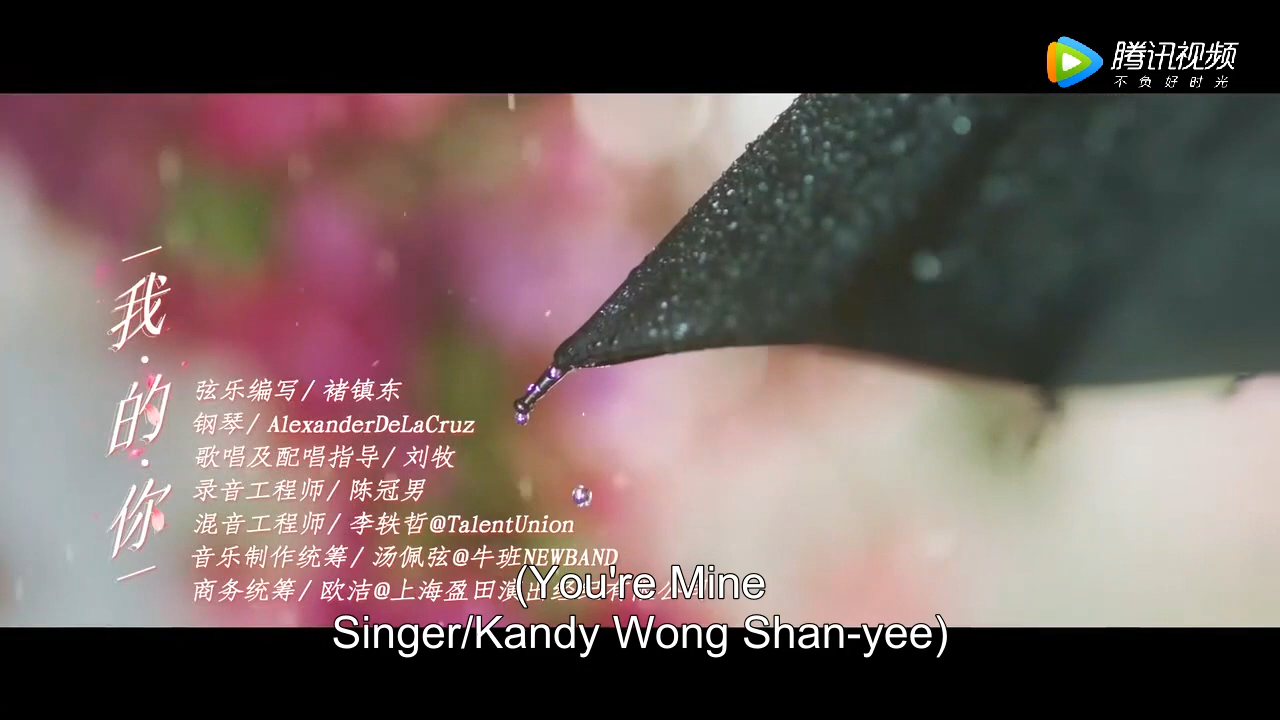 腾讯视频
不负好时光
我·的·你
弦乐编写/ 褚镇东
钢琴/ AlexanderDeLaCruz
歌唱及配唱指导/ 刘牧
录音工程师/ 陈冠男
混音工程师/ 李轶哲@TalentUnion
音乐制作统筹/ 汤佩弦@牛班NEWBAND
商务统筹/ 欧洁@上海盈田演出
(You're Mine
Singer/Kandy Wong Shan-yee)